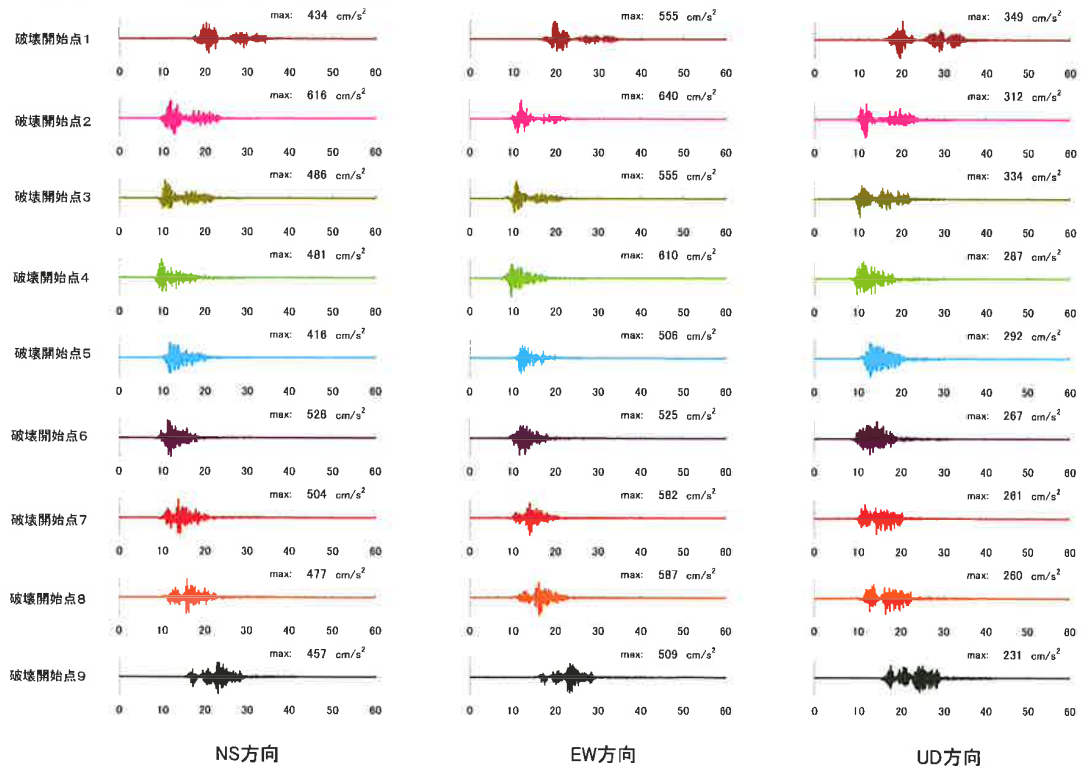 max: 434 cm/s²
max: 555 cm/s²
max: 349 cm/s²
破壊開始点1
0 10 20 30 40 50 60
0 10 20 30 40 50 60
0 10 20 30 40 50 60
max: 616 cm/s²
max: 640 cm/s²
max: 312 cm/s²
破壊開始点2
0 10 20 30 40 50 60
0 10 20 30 40 50 60
0 10 20 30 40 50 60
max: 486 cm/s²
max: 555 cm/s²
max: 334 cm/s²
破壊開始点3
0 10 20 30 40 50 60
0 10 20 30 40 50 60
0 10 20 30 40 50 60
max: 481 cm/s²
max: 610 cm/s²
max: 287 cm/s²
破壊開始点4
0 10 20 30 40 50 60
0 10 20 30 40 50 60
0 10 20 30 40 50 60
max: 416 cm/s²
max: 506 cm/s²
max: 292 cm/s²
破壊開始点5
0 10 20 30 40 50 60
0 10 20 30 40 50 60
0 10 20 30 40 50 60
max: 526 cm/s²
max: 525 cm/s²
max: 267 cm/s²
破壊開始点6
0 10 20 30 40 50 60
0 10 20 30 40 50 60
0 10 20 30 40 50 60
max: 504 cm/s²
max: 582 cm/s²
max: 261 cm/s²
破壊開始点7
0 10 20 30 40 50 60
0 10 20 30 40 50 60
0 10 20 30 40 50 60
max: 477 cm/s²
max: 587 cm/s²
max: 260 cm/s²
破壊開始点8
0 10 20 30 40 50 60
0 10 20 30 40 50 60
0 10 20 30 40 50 60
max: 457 cm/s²
max: 509 cm/s²
max: 231 cm/s²
破壊開始点9
0 10 20 30 40 50 60
0 10 20 30 40 50 60
0 10 20 30 40 50 60
NS方向
EW方向
UD方向